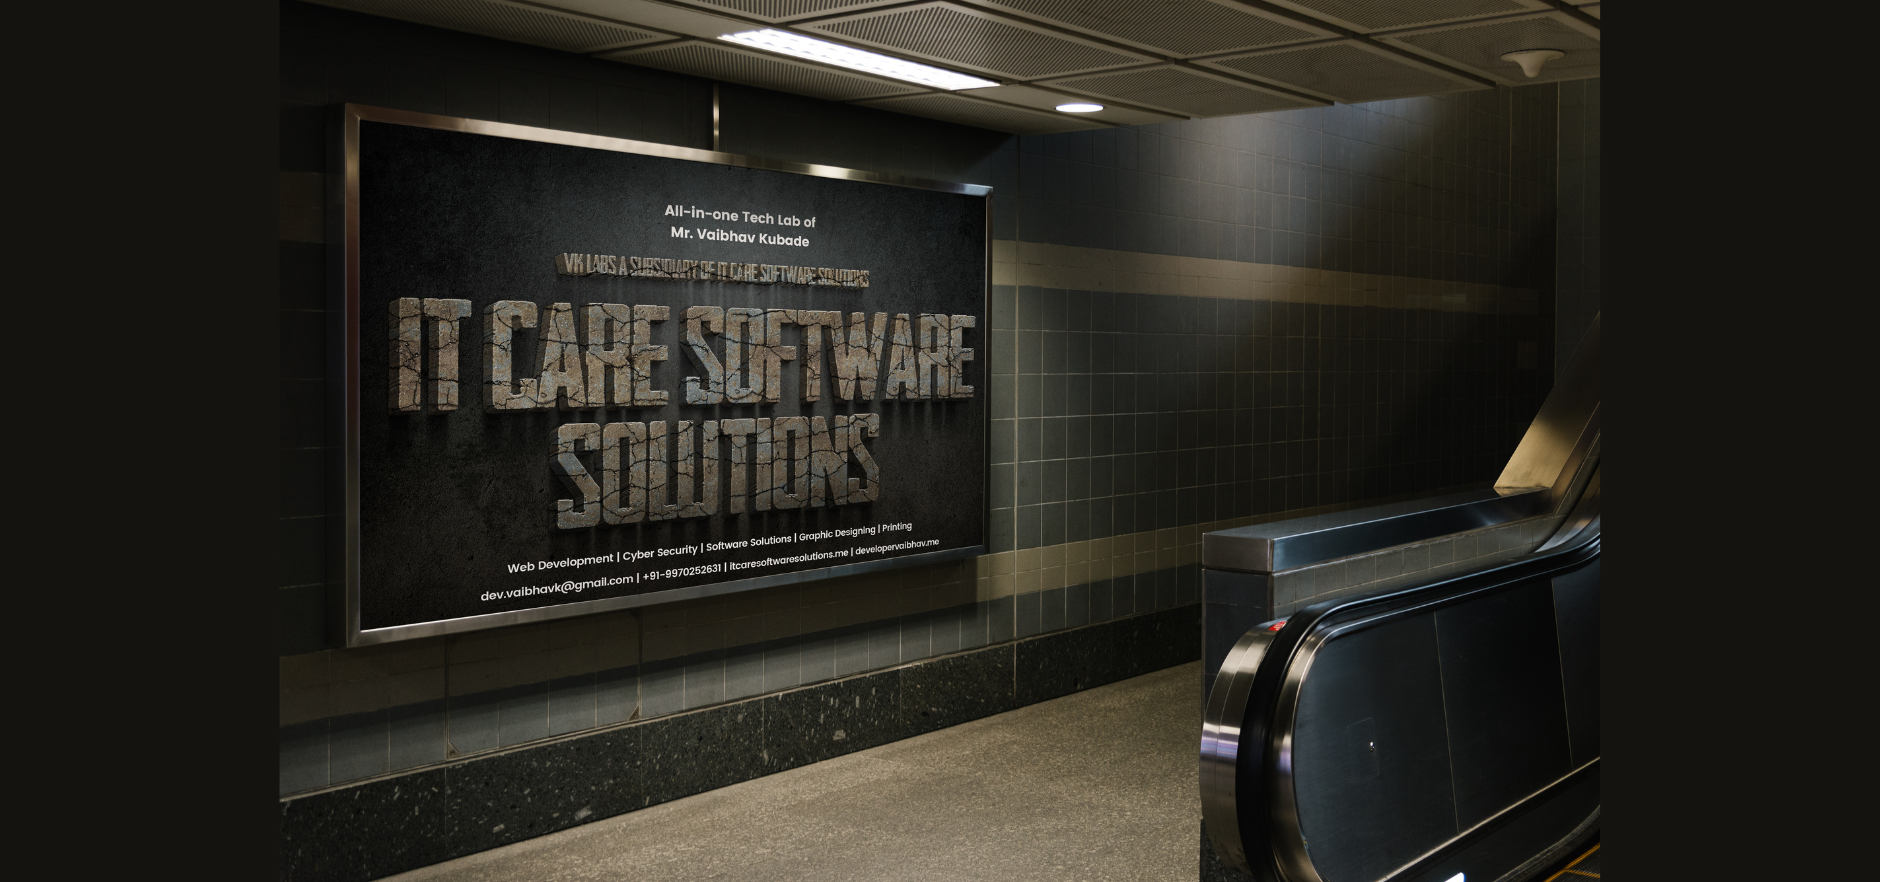 All-in-one Tech Lab of
Mr. Vaibhav Kubade
VK LABS A SUBSIDIARY OF IT CARE SOFTWARE SOLUTIONS
IT CARE SOFTWARE
SOLUTIONS
Web Development | Cyber Security | Software Solutions | Graphic Designing | Printing
dev.vaibhavk@gmail.com | +91-9970252631 | itcaresoftwaresolutions.me | developervaibhav.me